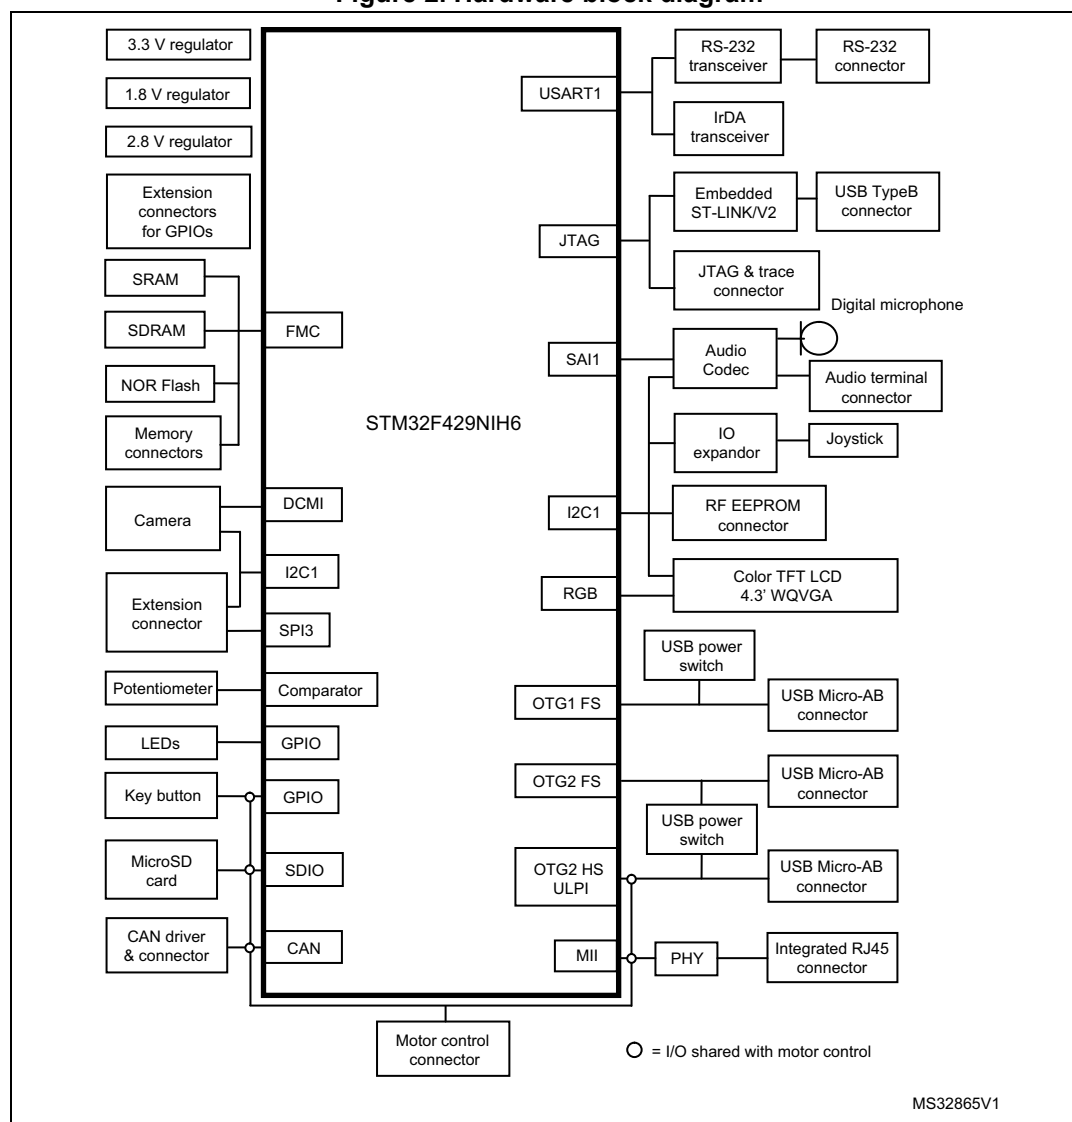 Figure 2. Hardware block diagram
3.3 V regulator
1.8 V regulator
2.8 V regulator
Extension
connectors
for GPIOs
SRAM
SDRAM
NOR Flash
Memory
connectors
Camera
Extension
connector
Potentiometer
LEDs
Key button
MicroSD
card
CAN driver
& connector
FMC
DCMI
I2C1
SPI3
Comparator
GPIO
GPIO
SDIO
CAN
STM32F429NIH6
USART1
JTAG
SAI1
I2C1
RGB
OTG1 FS
OTG2 FS
OTG2 HS
ULPI
MII
RS-232
transceiver
RS-232
connector
IrDA
transceiver
Embedded
ST-LINK/V2
USB TypeB
connector
JTAG & trace
connector
Digital microphone
Audio
Codec
Audio terminal
connector
IO
expandor
Joystick
RF EEPROM
connector
Color TFT LCD
4.3' WQVGA
USB power
switch
USB Micro-AB
connector
USB Micro-AB
connector
USB power
switch
USB Micro-AB
connector
PHY
Integrated RJ45
connector
Motor control
connector
= I/O shared with motor control
MS32865V1